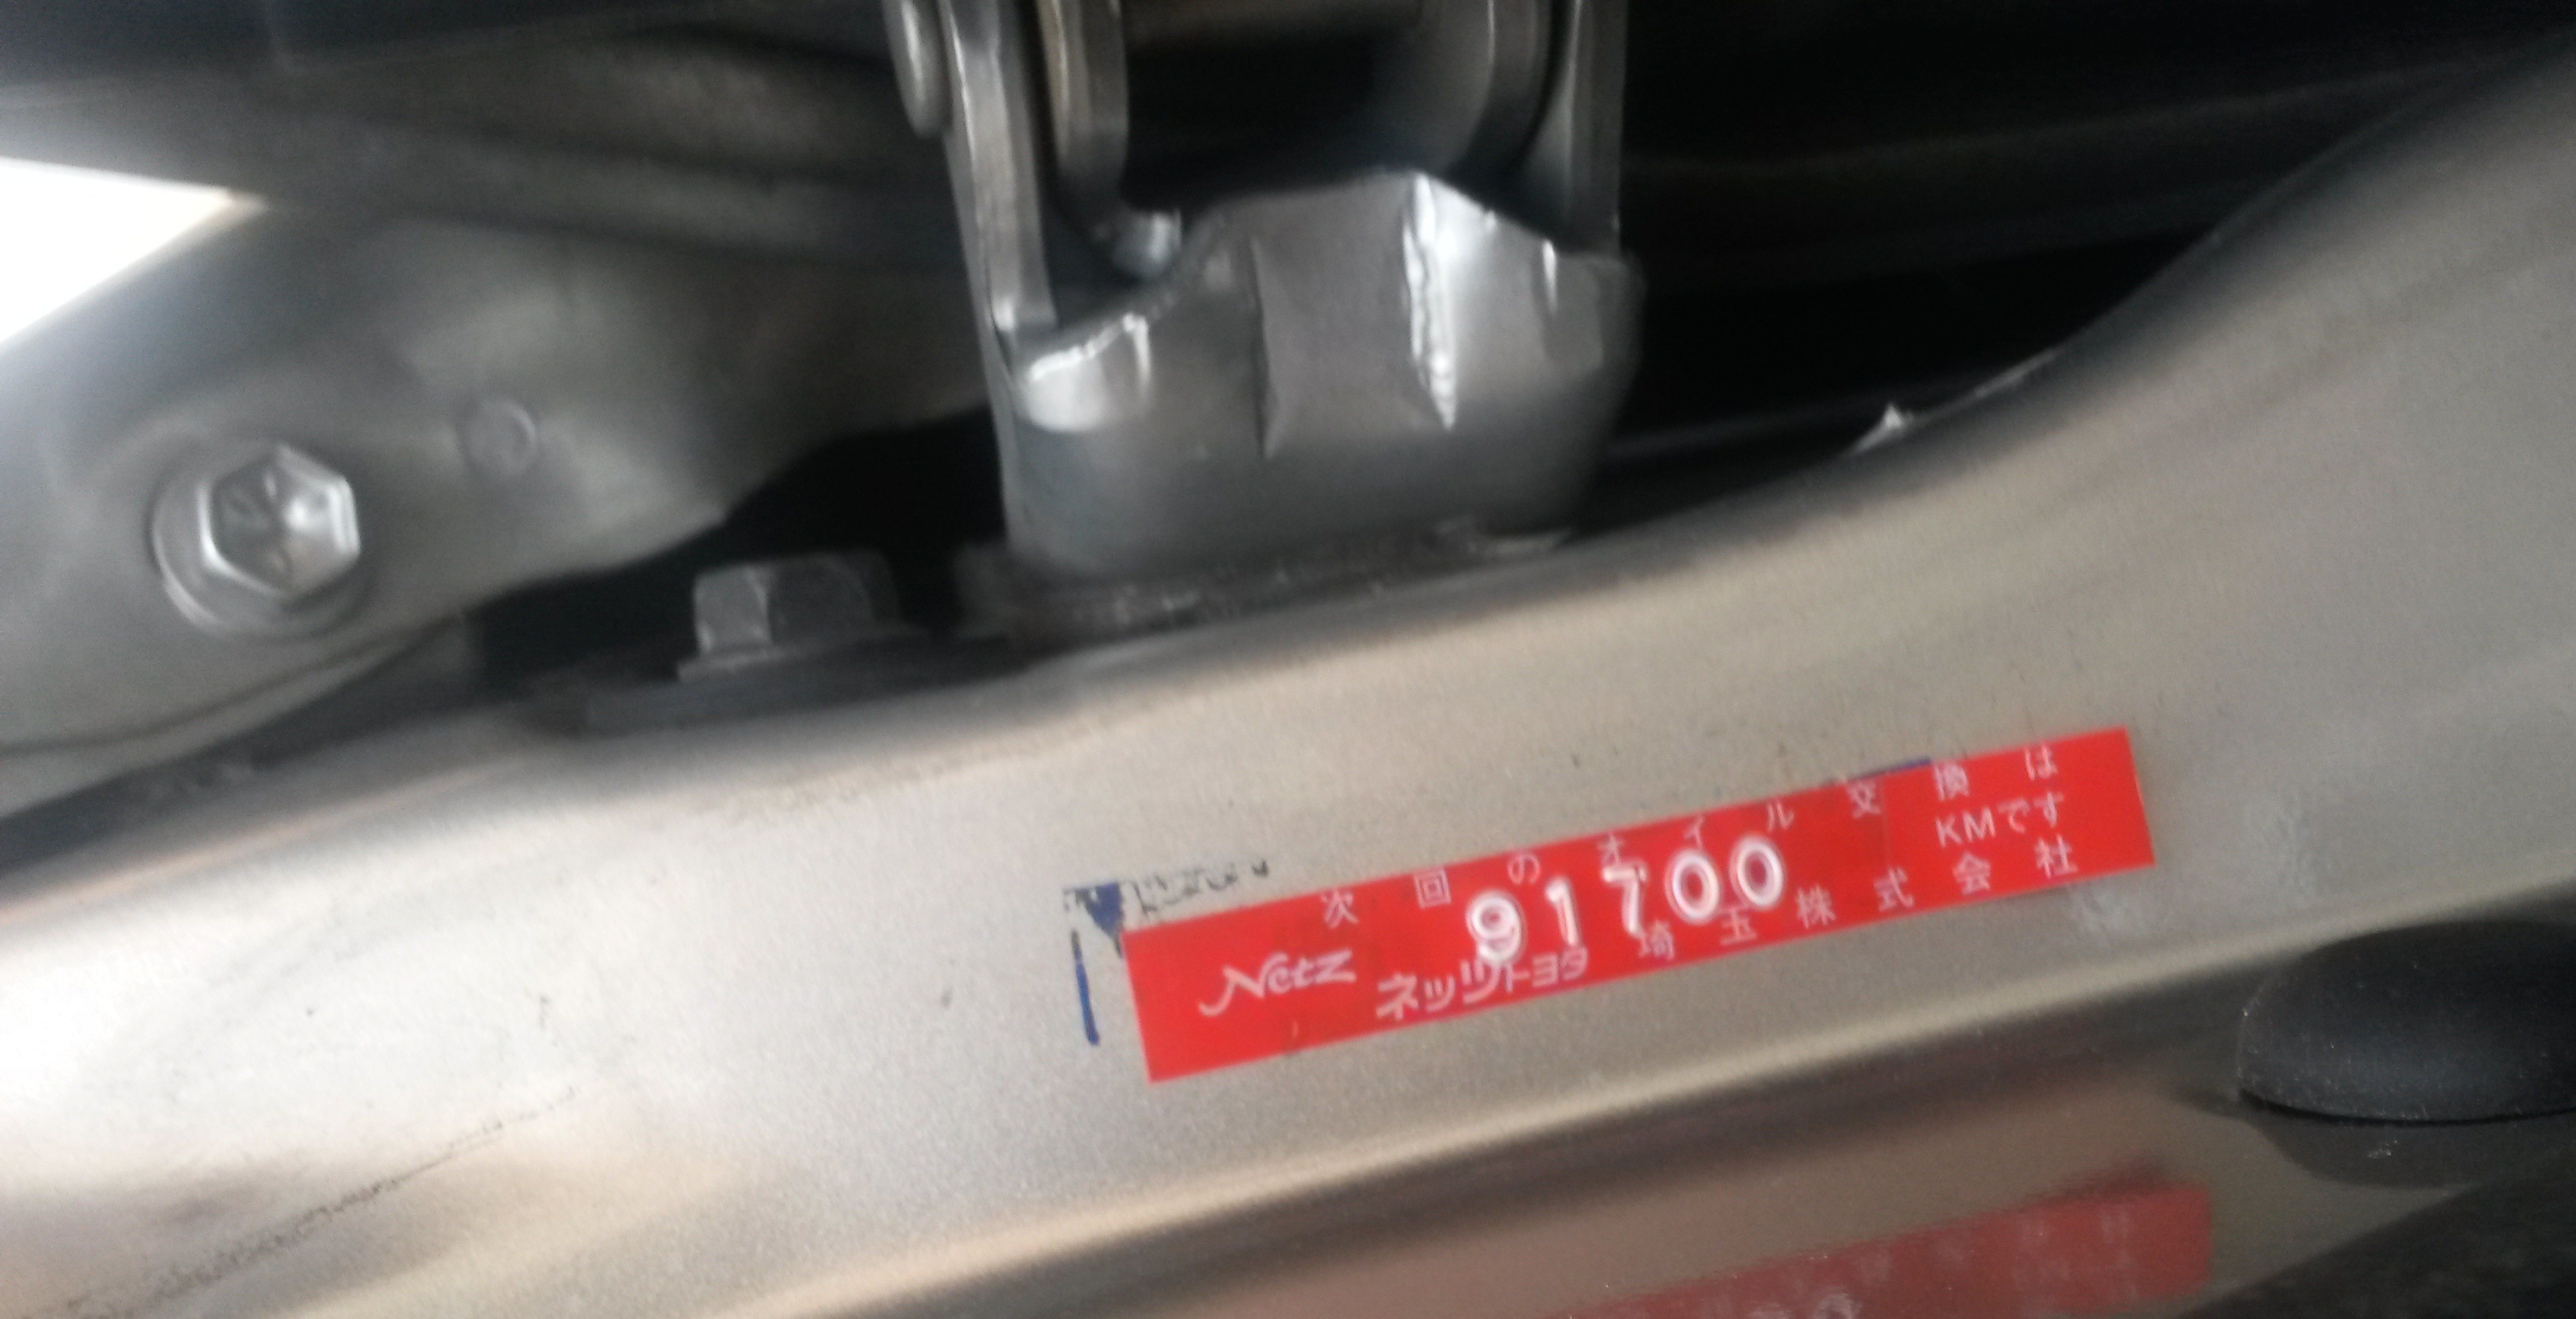 次回のオイル交換は
91700 KMです
Netz ネッツトヨタ埼玉株式会社